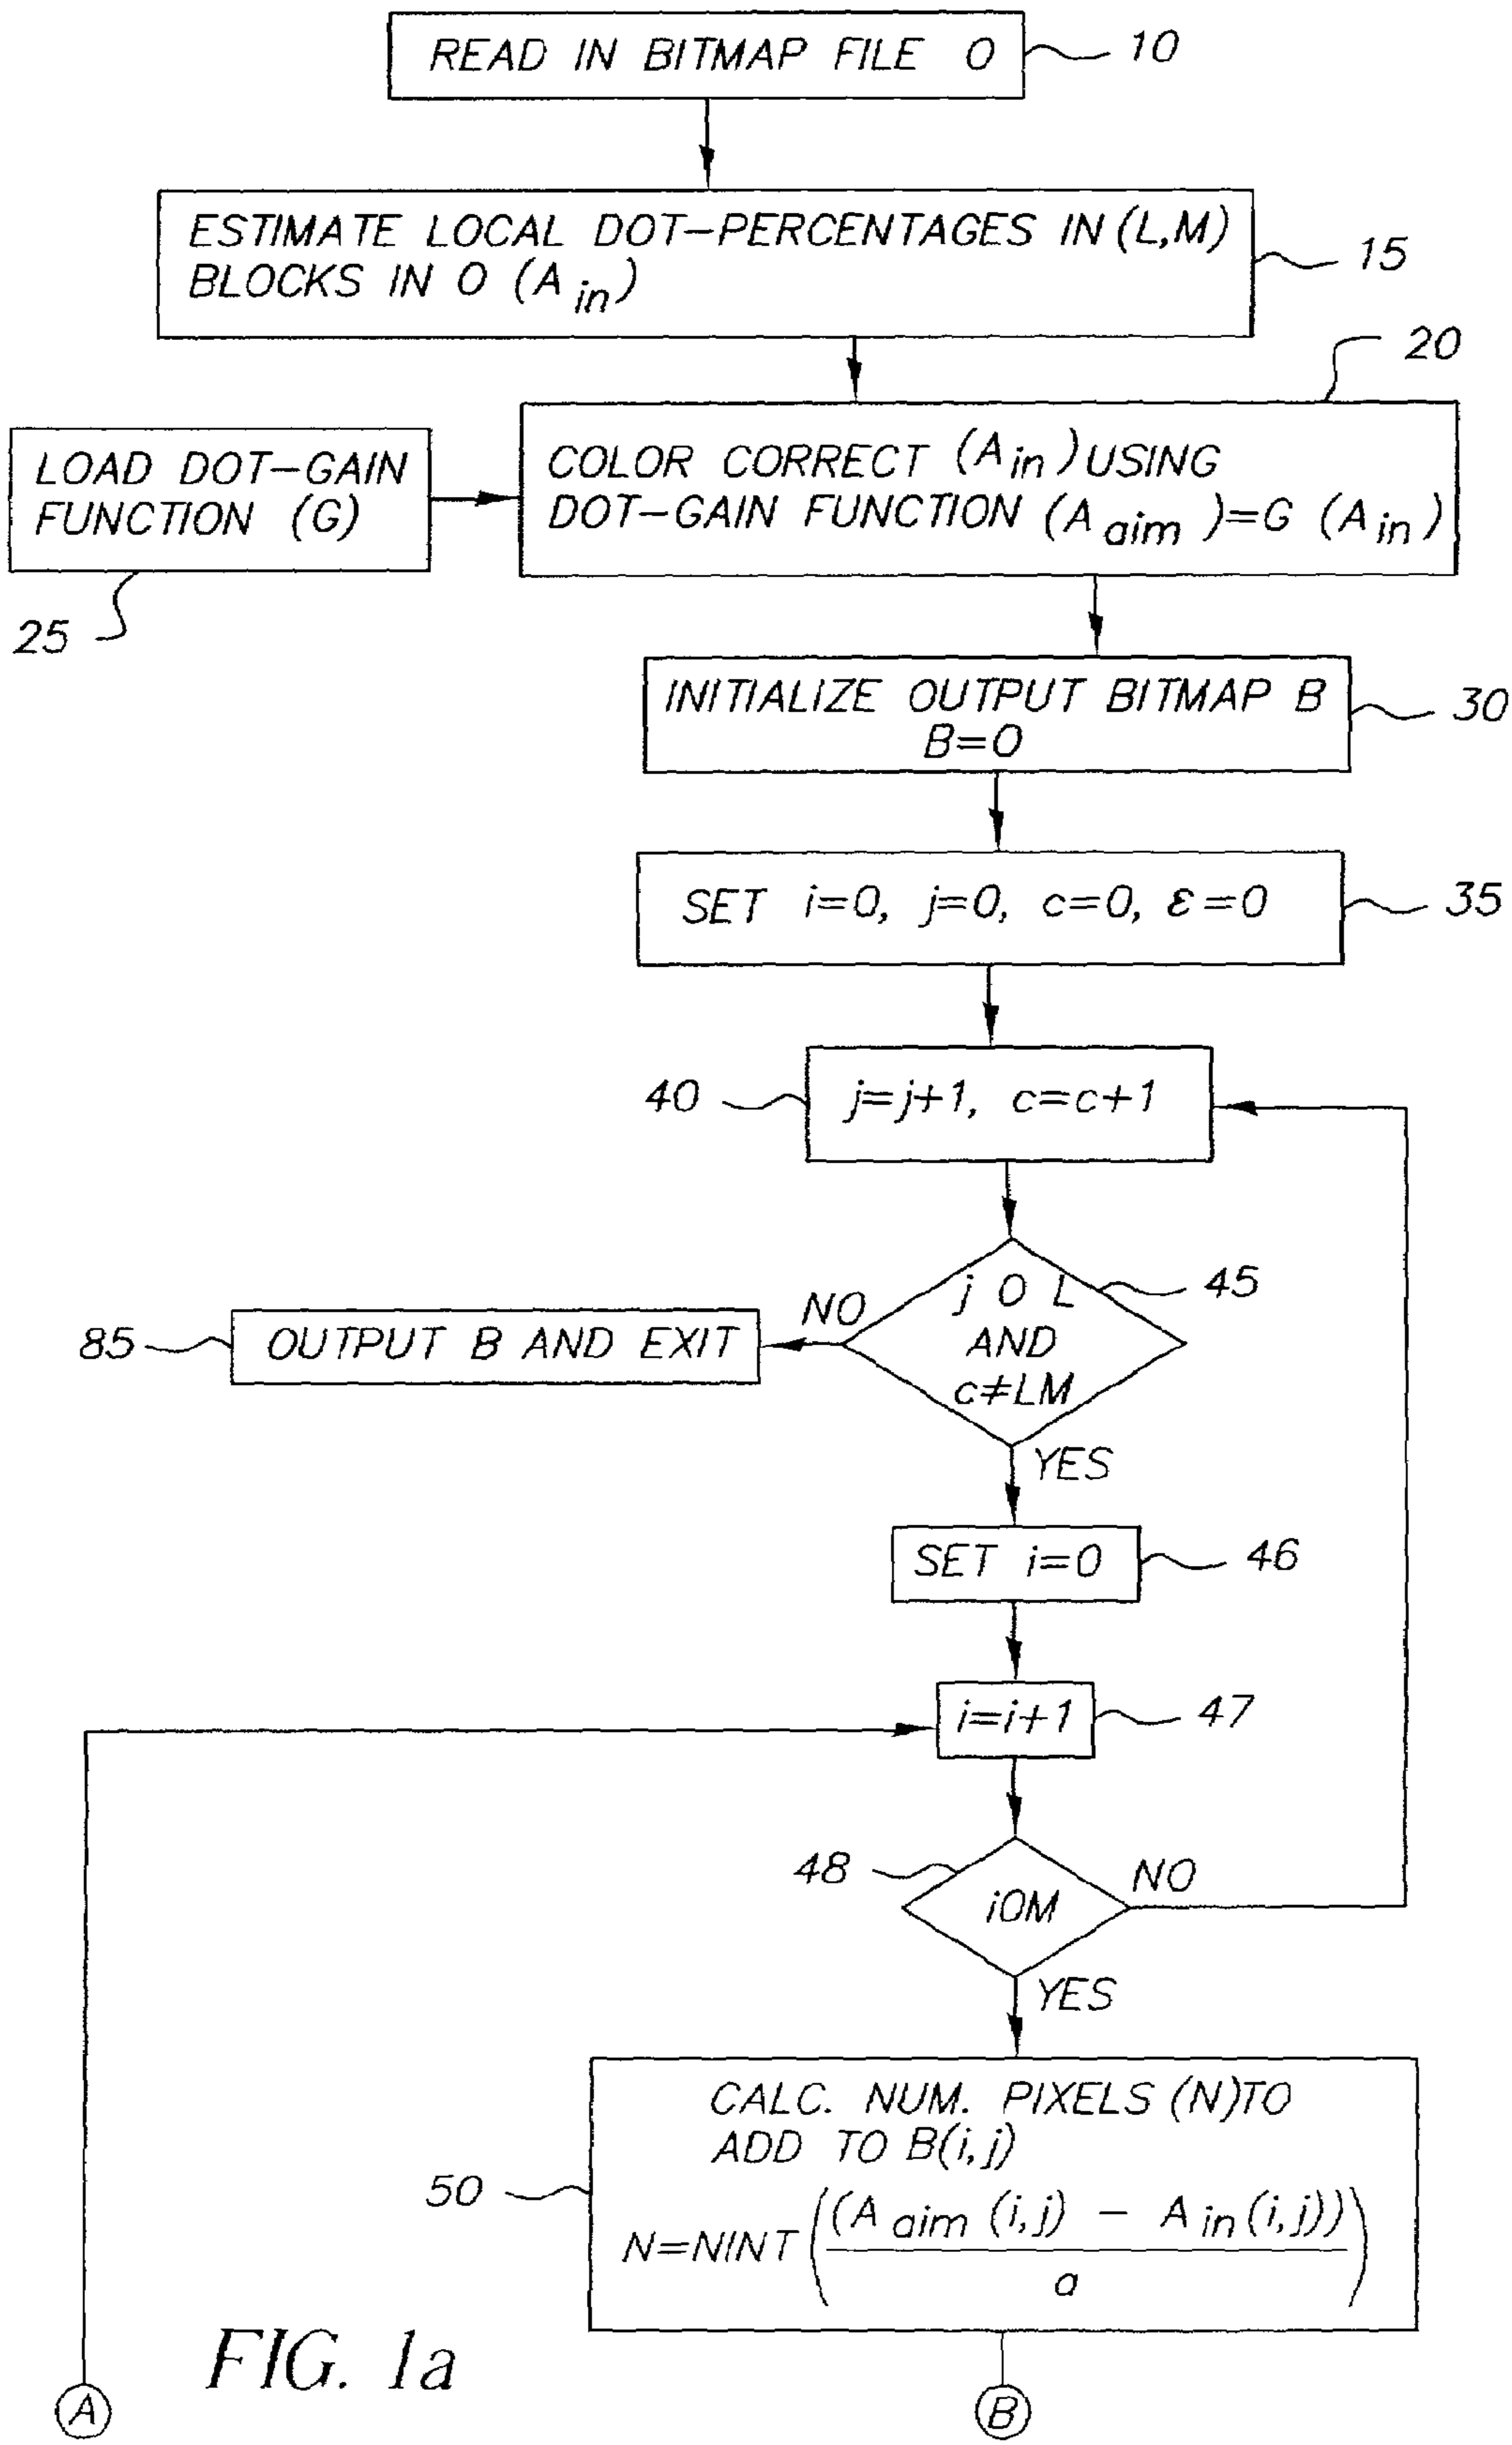 READ IN BITMAP FILE O
10
ESTIMATE LOCAL DOT-PERCENTAGES IN (L,M)
BLOCKS IN O (A in)
15
20
LOAD DOT-GAIN
FUNCTION (G)
25
COLOR CORRECT (A in) USING
DOT-GAIN FUNCTION (A aim)=G (A in)
INITIALIZE OUTPUT BITMAP B
B=0
30
SET i=0, j=0, c=0, ε=0
35
40
j=j+1, c=c+1
j O L
AND
c≠LM
45
NO
85
OUTPUT B AND EXIT
YES
SET i=0
46
i=i+1
47
48
iOM
NO
YES
CALC. NUM. PIXELS (N)TO
ADD TO B(i,j)
50
N=NINT((A aim (i,j) - A in (i,j)) / a)
FIG. 1a
A
B